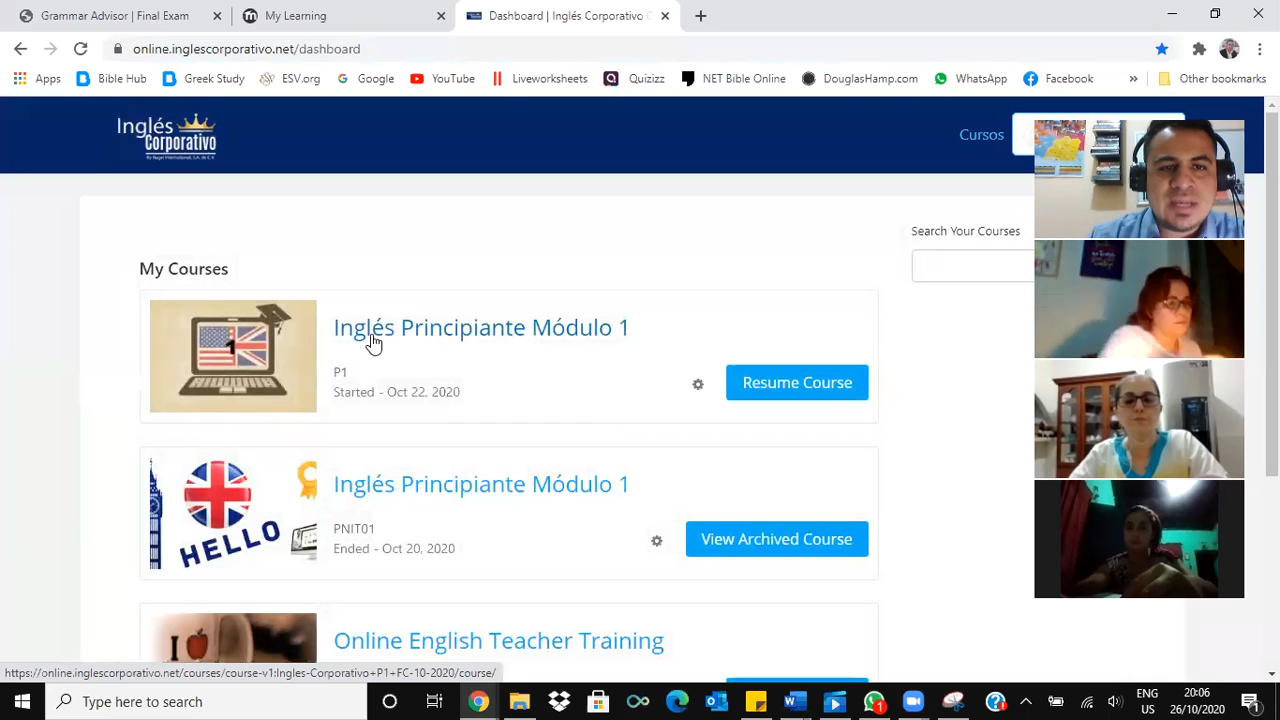 Grammar Advisor | Final Exam
My Learning
Dashboard | Inglés Corporativo
online.inglescorporativo.net/dashboard
Apps
Bible Hub
Greek Study
ESV.org
Google
YouTube
Liveworksheets
Quizizz
NET Bible Online
DouglasHamp.com
WhatsApp
Facebook
»
Other bookmarks
Inglés
Corporativo
Cursos
Search Your Courses
My Courses
1
Inglés Principiante Módulo 1
P1
Started - Oct 22, 2020
Resume Course
HELLO
Inglés Principiante Módulo 1
PNIT01
Ended - Oct 20, 2020
View Archived Course
I
Online English Teacher Training
https://online.inglescorporativo.net/courses/course-v1:Ingles-Corporativo+P1+FC-10-2020/course/
Type here to search
ENG
US
20:06
26/10/2020
1